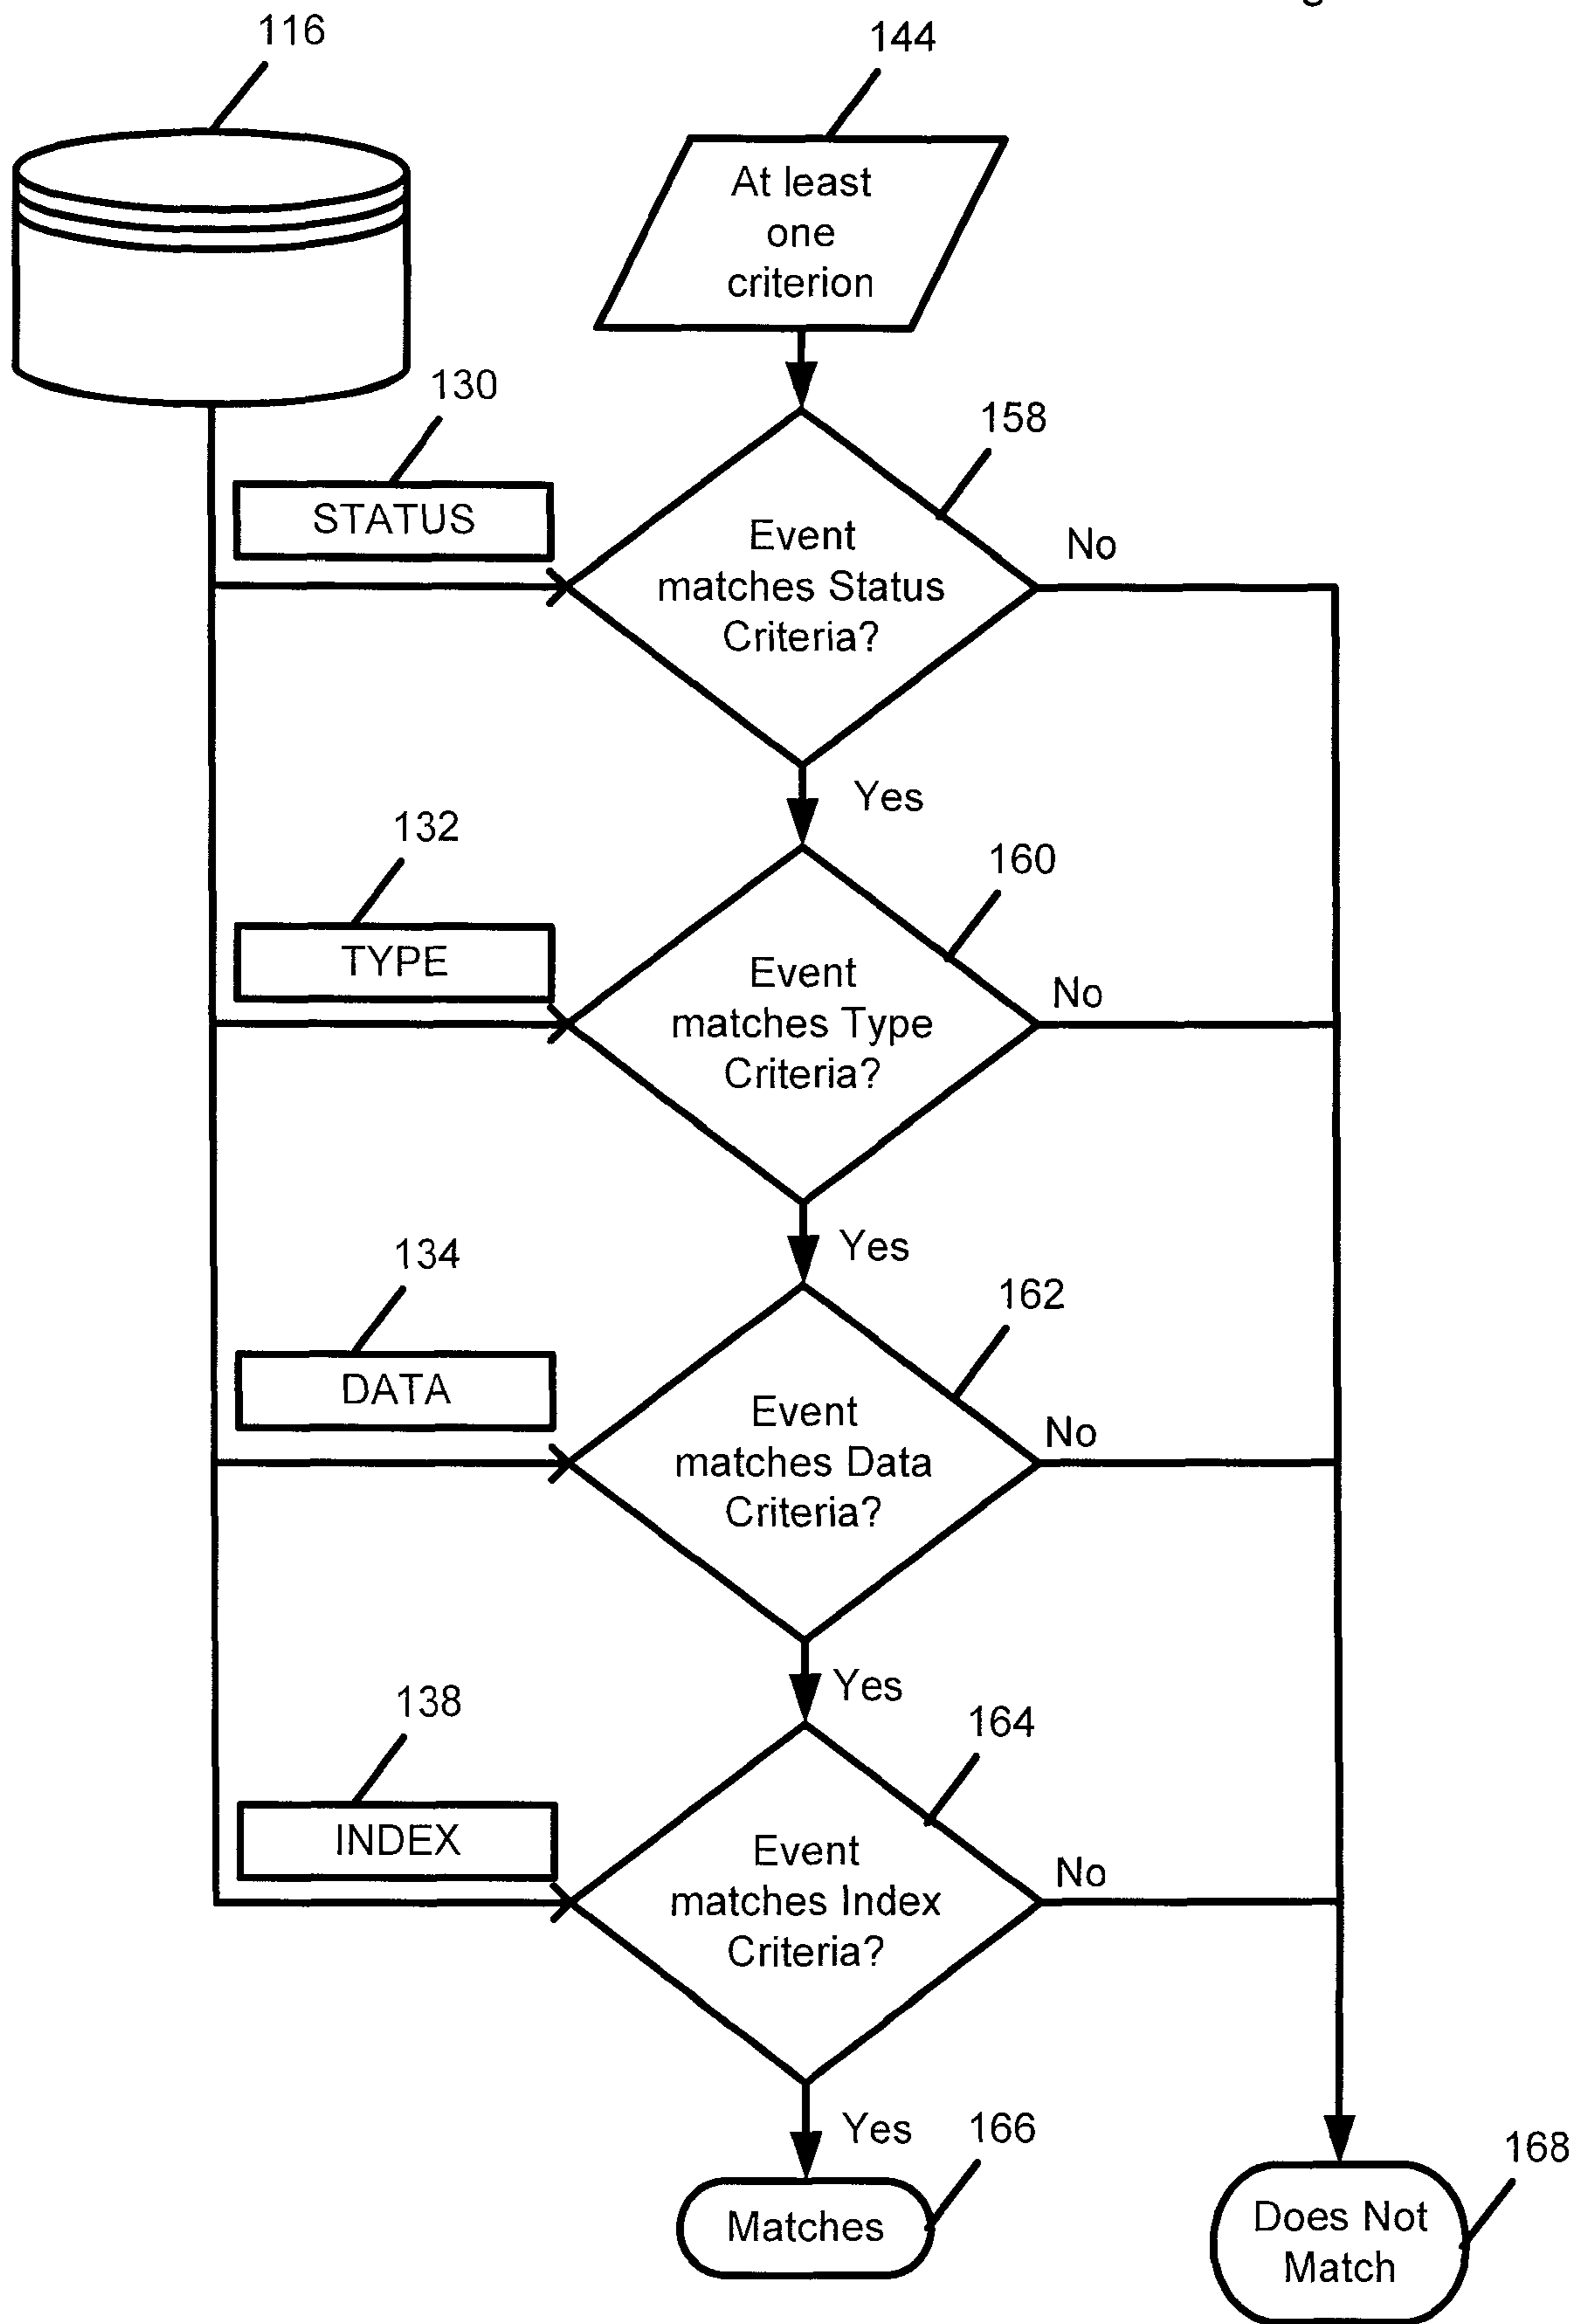 116
144
At least
one
criterion
130
158
STATUS
Event
matches Status
Criteria?
No
Yes
132
160
TYPE
Event
matches Type
Criteria?
No
Yes
134
162
DATA
Event
matches Data
Criteria?
No
Yes
138
164
INDEX
Event
matches Index
Criteria?
No
Yes
166
168
Matches
Does Not
Match